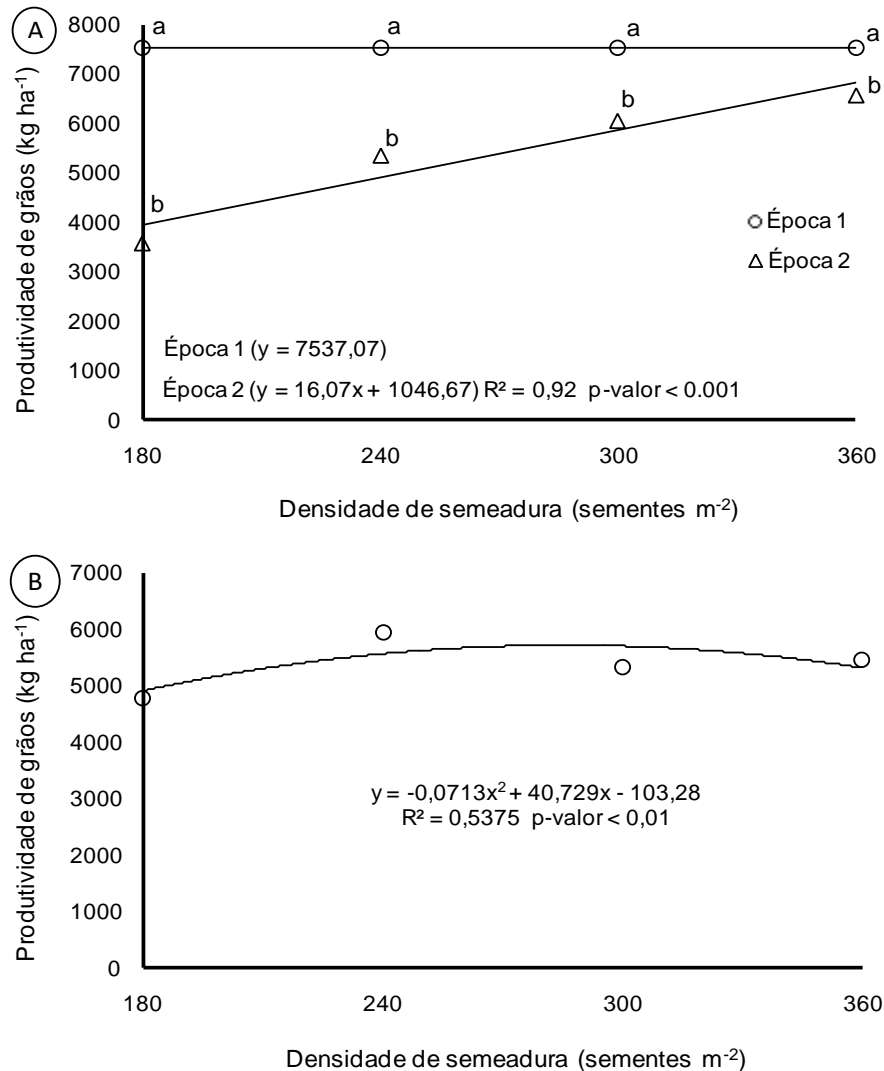 A
Produtividade de grãos (kg ha-1)
8000
7000
6000
5000
4000
3000
2000
1000
0
a a a a
b b b b
Época 1
Época 2
Época 1 (y = 7537,07)
Época 2 (y = 16,07x + 1046,67) R² = 0,92 p-valor < 0.001
180 240 300 360
Densidade de semeadura (sementes m-2)
B
Produtividade de grãos (kg ha-1)
7000
6000
5000
4000
3000
2000
1000
0
y = -0,0713x² + 40,729x - 103,28
R² = 0,5375 p-valor < 0,01
180 240 300 360
Densidade de semeadura (sementes m-2)